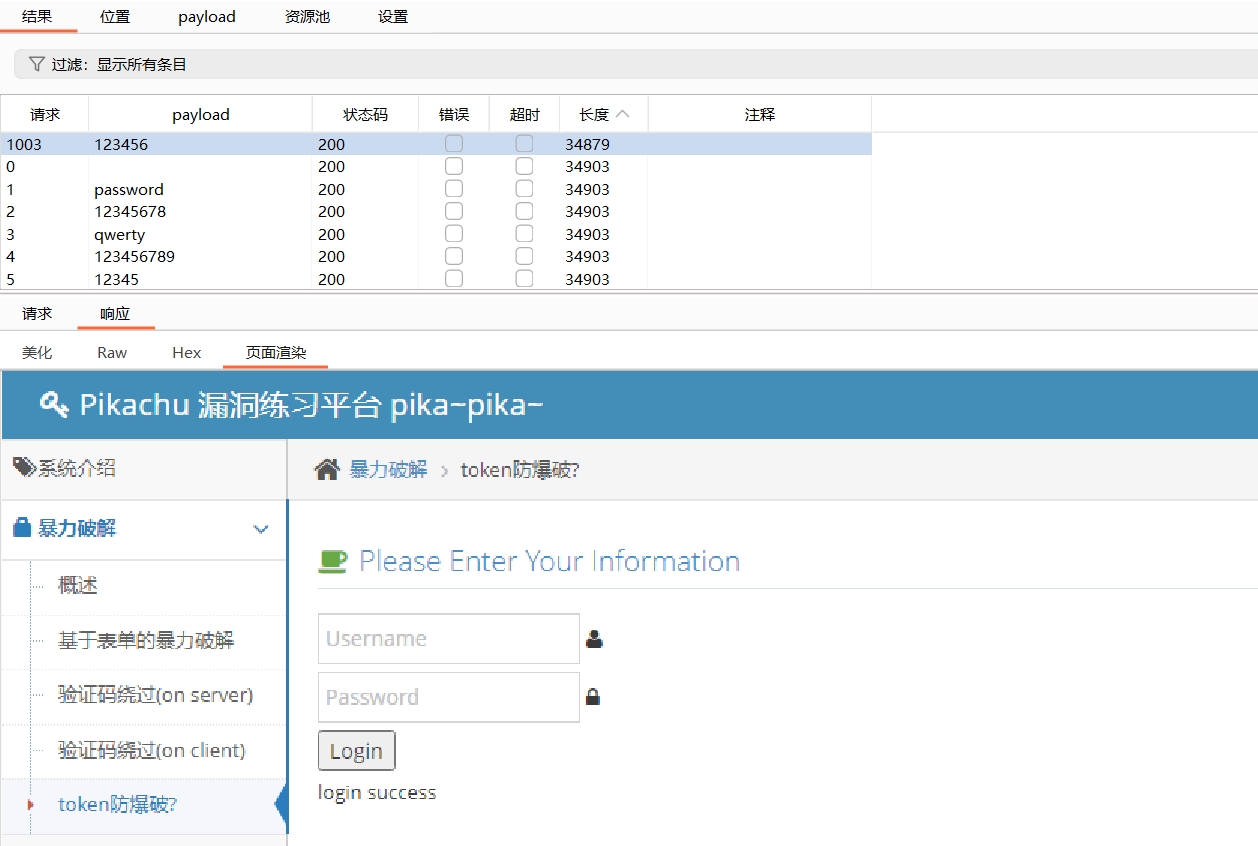 结果 位置 payload 资源池 设置
过滤：显示所有条目
请求 payload 状态码 错误 超时 长度 注释
1003 123456 200 34879
0 200 34903
1 password 200 34903
2 12345678 200 34903
3 qwerty 200 34903
4 123456789 200 34903
5 12345 200 34903
请求 响应
美化 Raw Hex 页面渲染
Pikachu 漏洞练习平台 pika~pika~
系统介绍
暴力破解 › token防爆破?
暴力破解
概述
基于表单的暴力破解
验证码绕过(on server)
验证码绕过(on client)
token防爆破?
Please Enter Your Information
Username
Password
Login
login success